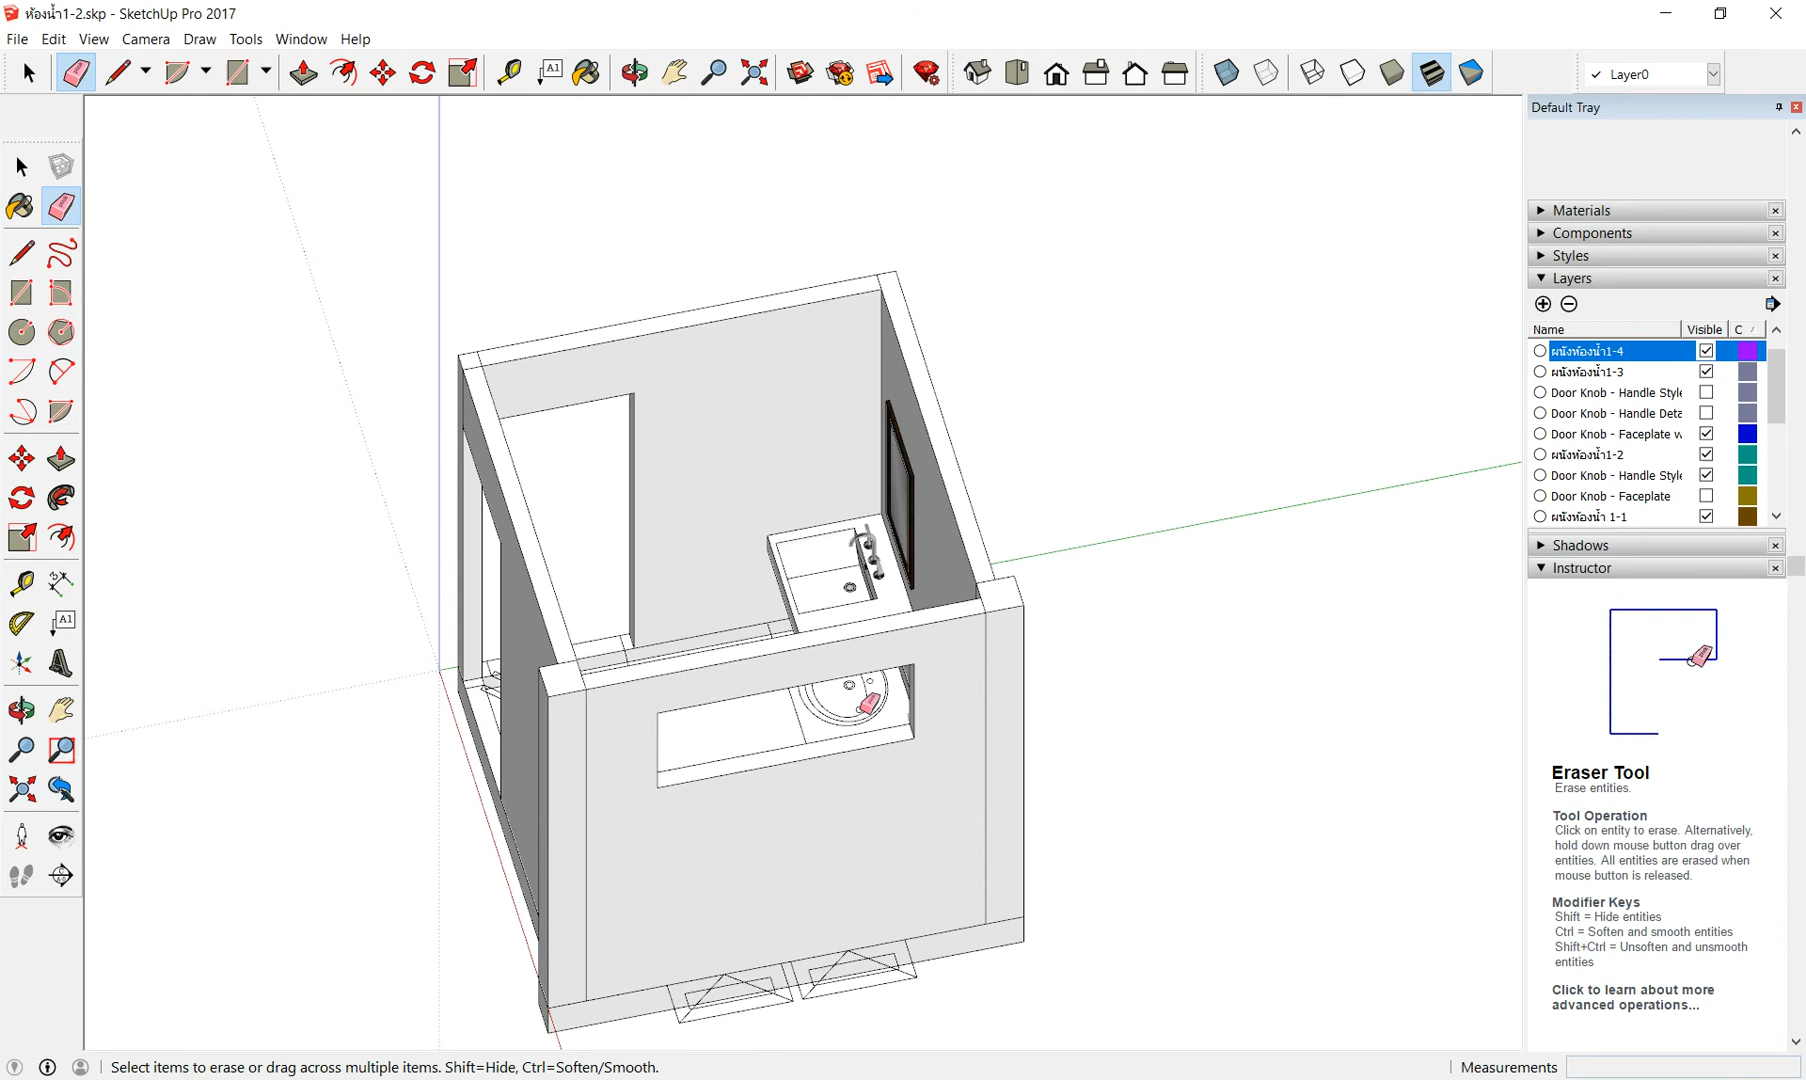 ห้องน้ำ1-2.skp - SketchUp Pro 2017
File Edit View Camera Draw Tools Window Help
A1
Layer0
Default Tray
Materials
Components
Styles
Layers
Name Visible C
ผนังห้องน้ำ1-4
ผนังห้องน้ำ1-3
Door Knob - Handle Style
Door Knob - Handle Deta
Door Knob - Faceplate w
ผนังห้องน้ำ1-2
Door Knob - Handle Style
Door Knob - Faceplate
ผนังห้องน้ำ 1-1
Shadows
Instructor
A1
Eraser Tool
Erase entities.
Tool Operation
Click on entity to erase. Alternatively,
hold down mouse button drag over
entities. All entities are erased when
mouse button is released.
Modifier Keys
Shift = Hide entities
Ctrl = Soften and smooth entities
Shift+Ctrl = Unsoften and unsmooth
entities
Click to learn about more
advanced operations...
Select items to erase or drag across multiple items. Shift=Hide, Ctrl=Soften/Smooth.
Measurements